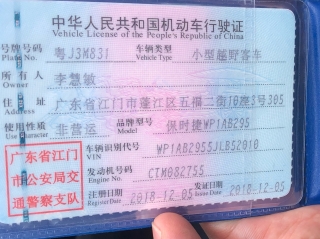 中华人民共和国机动车行驶证
Vehicle License of the People's Republic of China
号牌号码 粤J3M831 车辆类型 小型越野客车
Plate No. Vehicle Type
所有人 李慧敏
Owner
住址 广东省江门市蓬江区五福二街10座3号305
Address
使用性质 非营运 品牌型号 保时捷WP1AB295
Use Character Model
车辆识别代号 WP1AB2955JLB52010
VIN
广东省江门市公安局交通警察支队
发动机号码 CTM082755
Engine No.
注册日期 2018-12-05 发证日期 2018-12-05
Register Date Issue Date